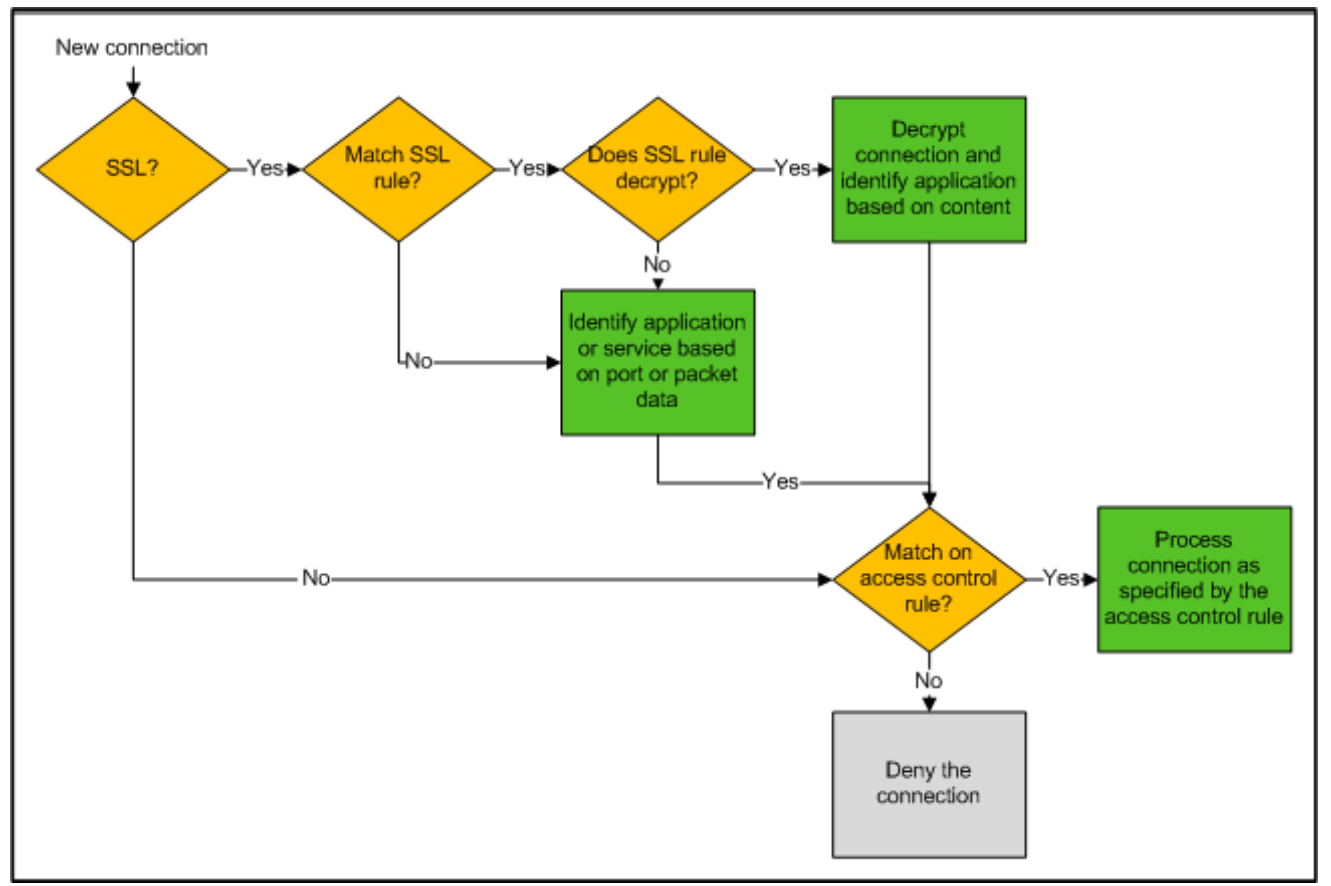 New connection
SSL?
Yes
Match SSL
rule?
Yes
Does SSL rule
decrypt?
Yes
Decrypt
connection and
identify application
based on content
No
Identify application
or service based
on port or packet
data
No
Yes
Match on
access control
rule?
No
Yes
Process
connection as
specified by the
access control rule
No
Deny the
connection